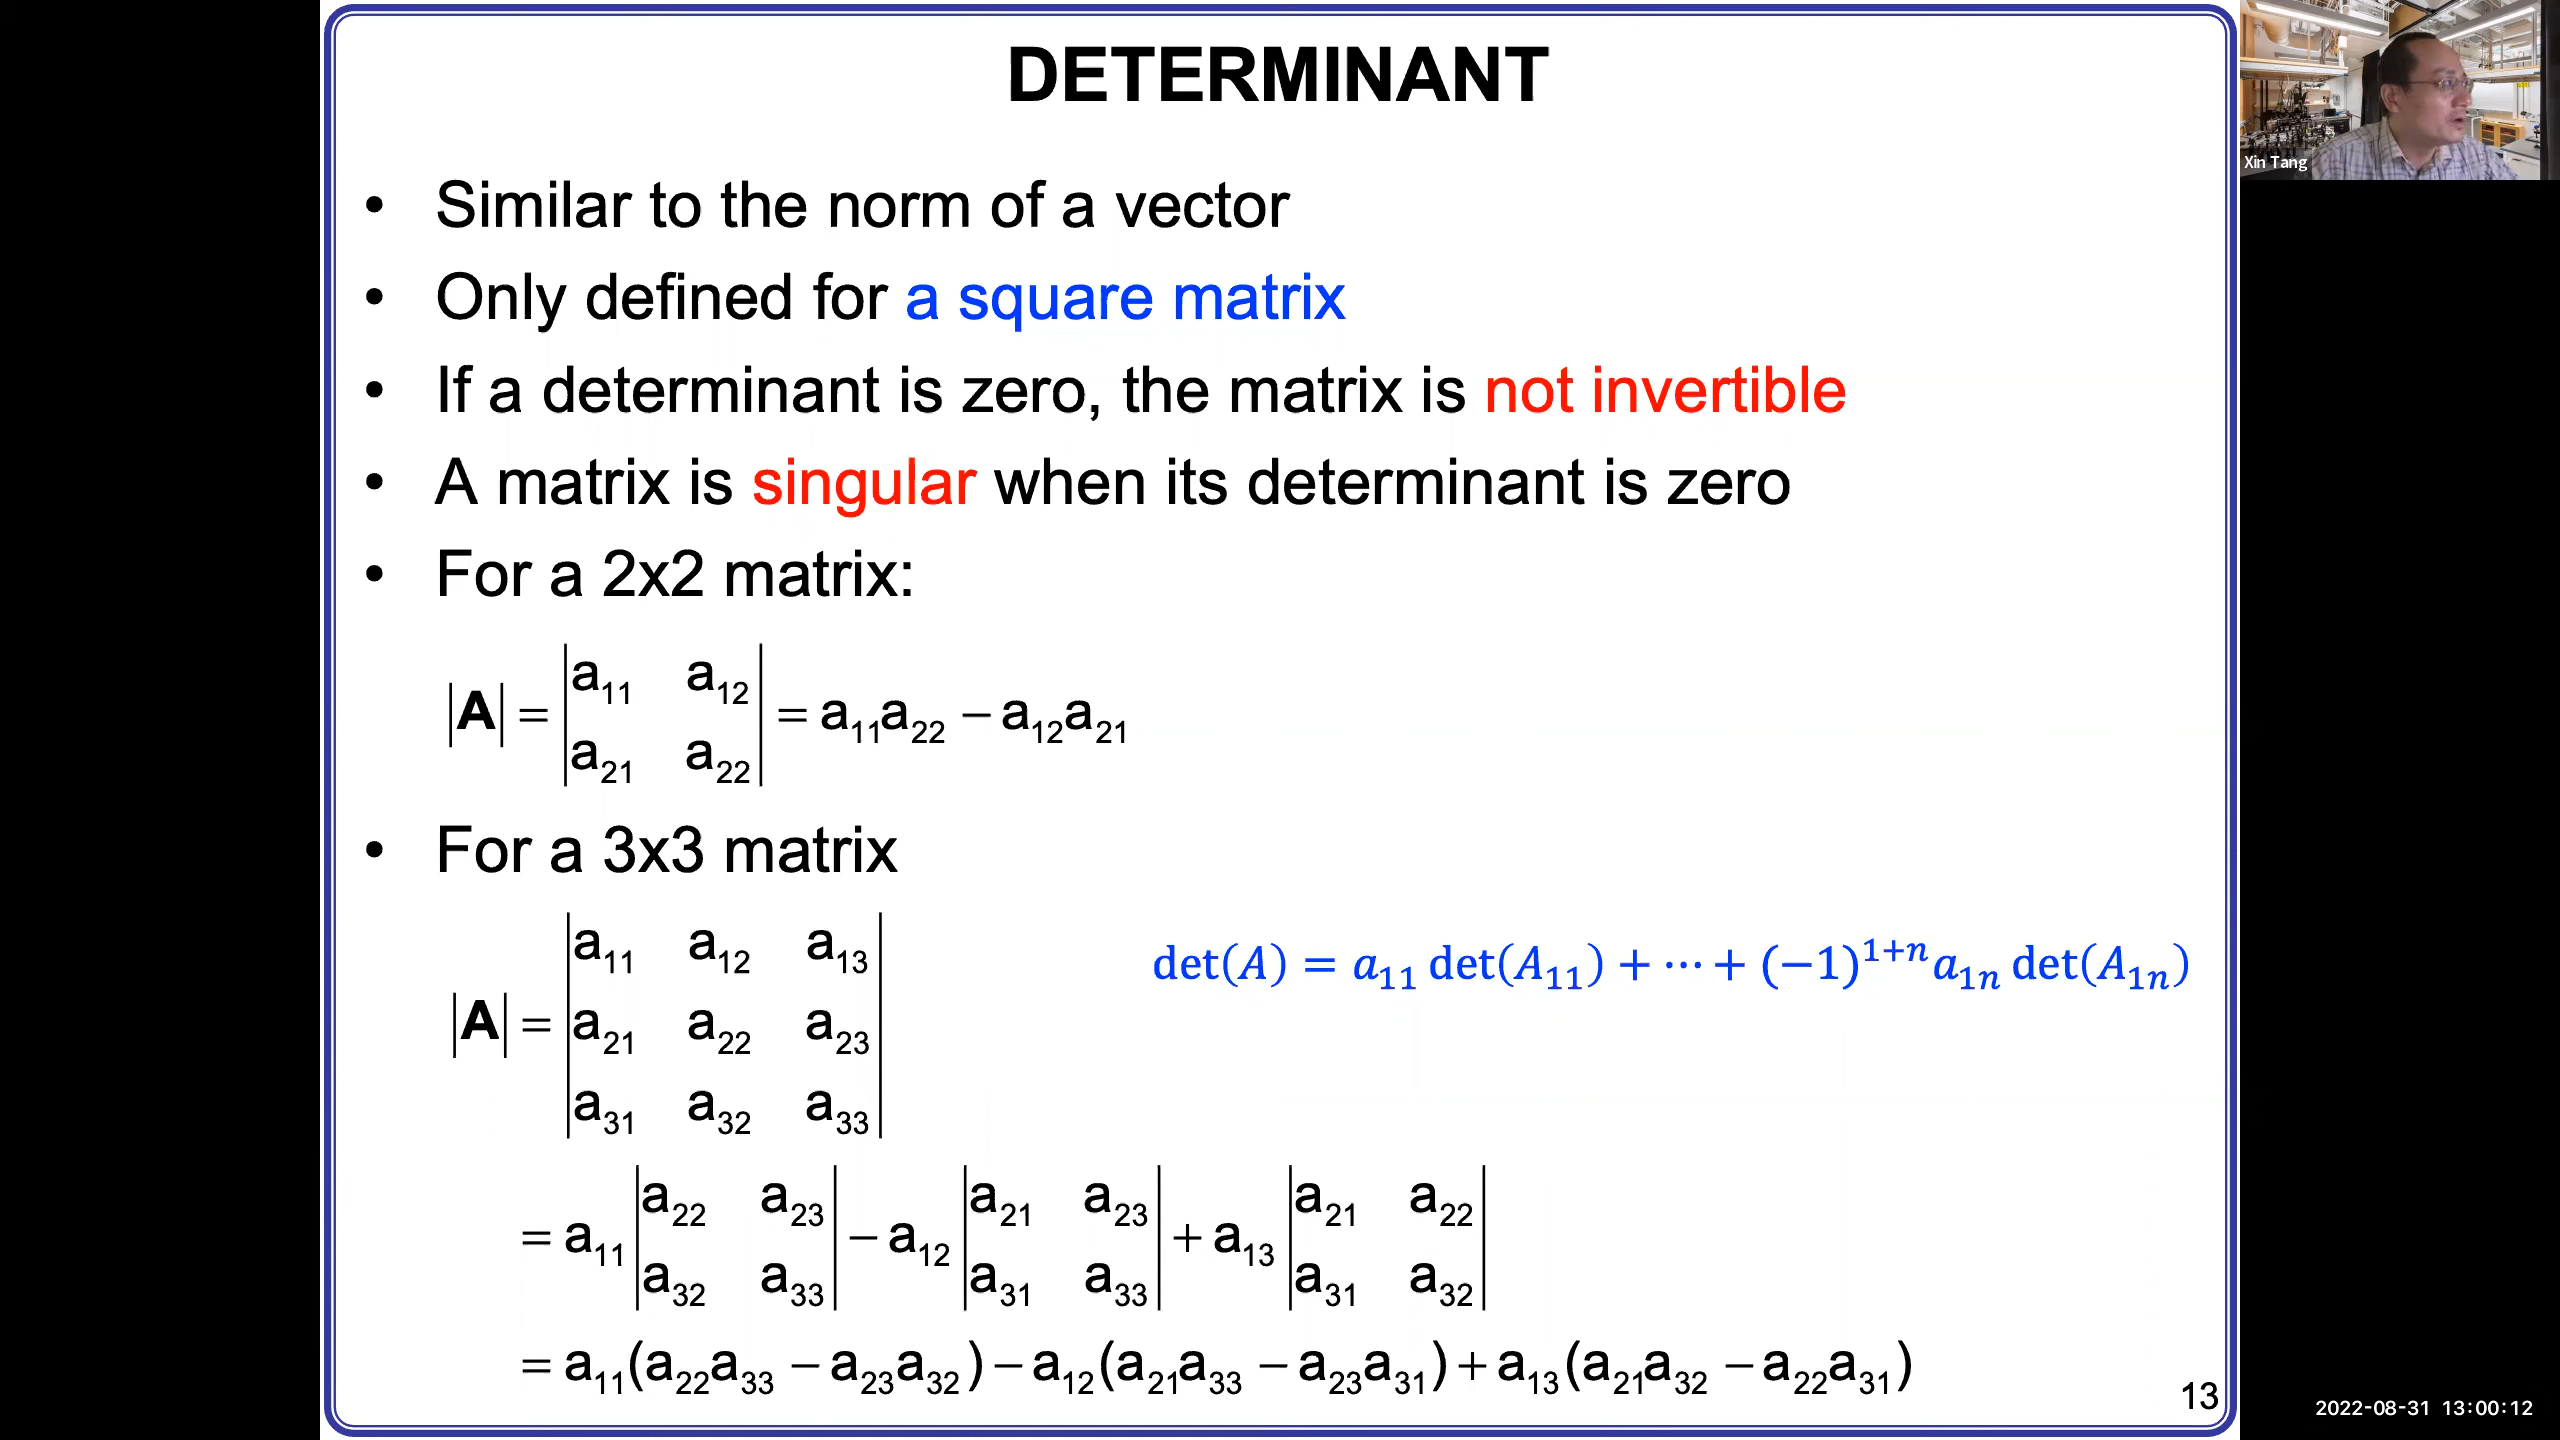 DETERMINANT
• Similar to the norm of a vector
• Only defined for a square matrix
• If a determinant is zero, the matrix is not invertible
• A matrix is singular when its determinant is zero
• For a 2x2 matrix:
|A| = |a₁₁ a₁₂; a₂₁ a₂₂| = a₁₁a₂₂ − a₁₂a₂₁
• For a 3x3 matrix
|A| = |a₁₁ a₁₂ a₁₃; a₂₁ a₂₂ a₂₃; a₃₁ a₃₂ a₃₃|
det(A) = a₁₁ det(A₁₁) + ⋯ + (−1)¹⁺ⁿ a₁ₙ det(A₁ₙ)
= a₁₁ |a₂₂ a₂₃; a₃₂ a₃₃| − a₁₂ |a₂₁ a₂₃; a₃₁ a₃₃| + a₁₃ |a₂₁ a₂₂; a₃₁ a₃₂|
= a₁₁(a₂₂a₃₃ − a₂₃a₃₂) − a₁₂(a₂₁a₃₃ − a₂₃a₃₁) + a₁₃(a₂₁a₃₂ − a₂₂a₃₁)
13
Xin Tang
2022-08-31 13:00:12